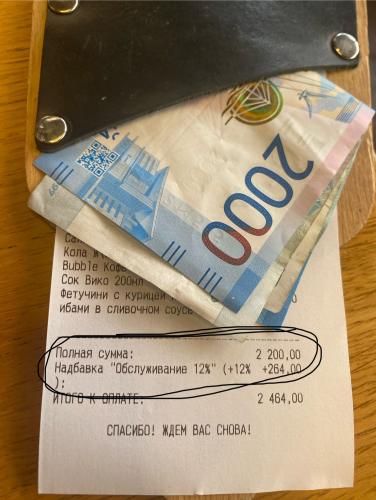 2000
Кола
Bubble
Сок Вико 200мл
Фетучини с курицей
ибами в сливочном соусе
Полная сумма: 2 200,00
Надбавка "Обслуживание 12%" (+12% +264,00
):
ИТОГО К ОПЛАТЕ: 2 464,00
СПАСИБО! ЖДЕМ ВАС СНОВА!